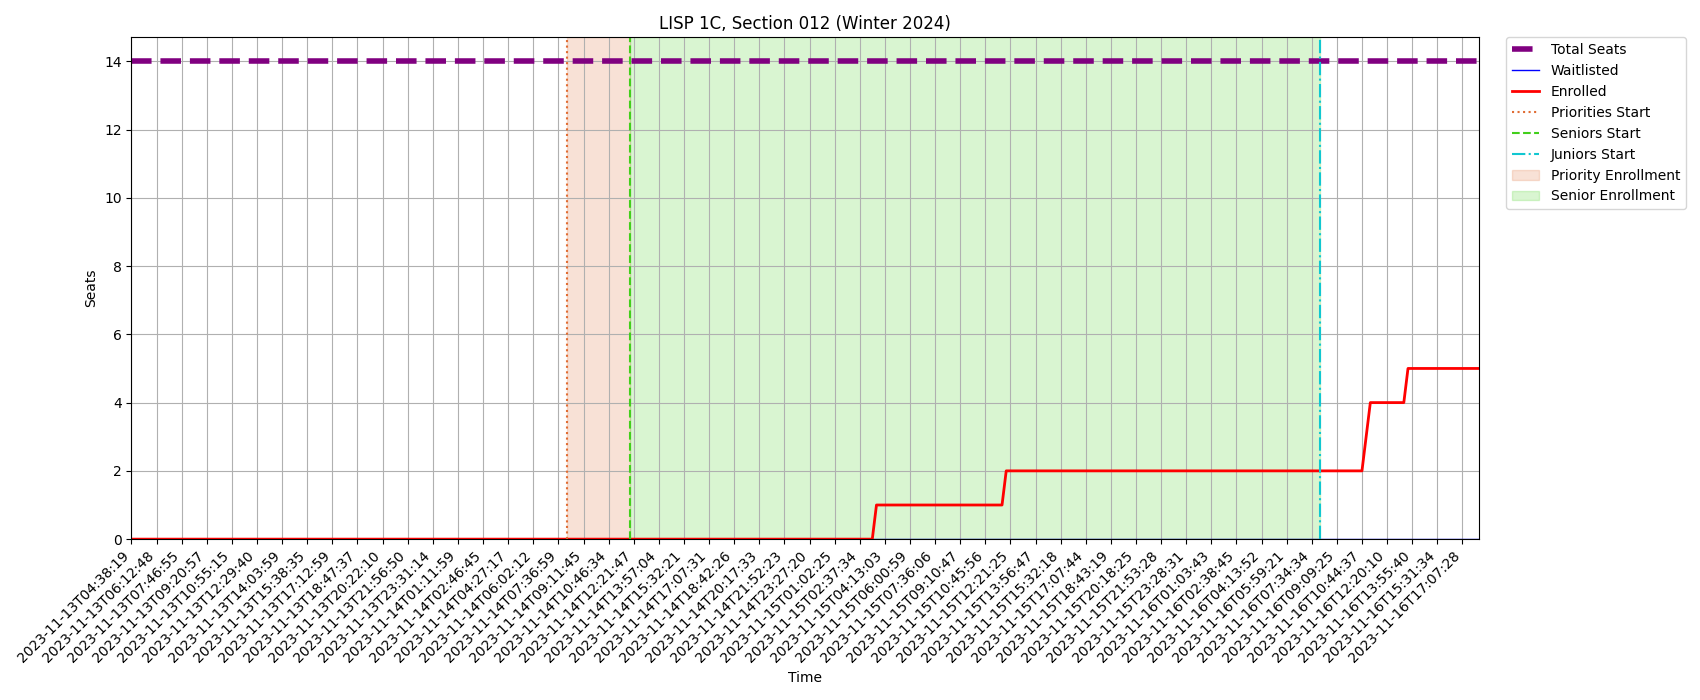 LISP 1C, Section 012 (Winter 2024)
Total Seats
Waitlisted
Enrolled
Priorities Start
Seniors Start
Juniors Start
Priority Enrollment
Senior Enrollment
Seats
14
12
10
8
6
4
2
0
2023-11-13T04:38:19
2023-11-13T06:12:48
2023-11-13T07:46:55
2023-11-13T09:20:57
2023-11-13T10:55:15
2023-11-13T12:29:40
2023-11-13T14:03:59
2023-11-13T15:38:35
2023-11-13T17:12:59
2023-11-13T18:47:37
2023-11-13T20:22:10
2023-11-13T21:56:50
2023-11-13T23:31:14
2023-11-14T01:11:59
2023-11-14T02:46:45
2023-11-14T04:27:17
2023-11-14T06:02:12
2023-11-14T07:36:59
2023-11-14T09:11:45
2023-11-14T10:46:34
2023-11-14T12:21:47
2023-11-14T13:57:04
2023-11-14T15:32:21
2023-11-14T17:07:31
2023-11-14T18:42:26
2023-11-14T20:17:33
2023-11-14T21:52:23
2023-11-14T23:27:20
2023-11-15T01:02:25
2023-11-15T02:37:34
2023-11-15T04:13:03
2023-11-15T06:00:59
2023-11-15T07:36:06
2023-11-15T09:10:47
2023-11-15T10:45:56
2023-11-15T12:21:25
2023-11-15T13:56:47
2023-11-15T15:32:18
2023-11-15T17:07:44
2023-11-15T18:43:19
2023-11-15T20:18:25
2023-11-15T21:53:28
2023-11-15T23:28:31
2023-11-16T01:03:43
2023-11-16T02:38:45
2023-11-16T04:13:52
2023-11-16T05:59:21
2023-11-16T07:34:34
2023-11-16T09:09:25
2023-11-16T10:44:37
2023-11-16T12:20:10
2023-11-16T13:55:40
2023-11-16T15:31:34
2023-11-16T17:07:28
Time